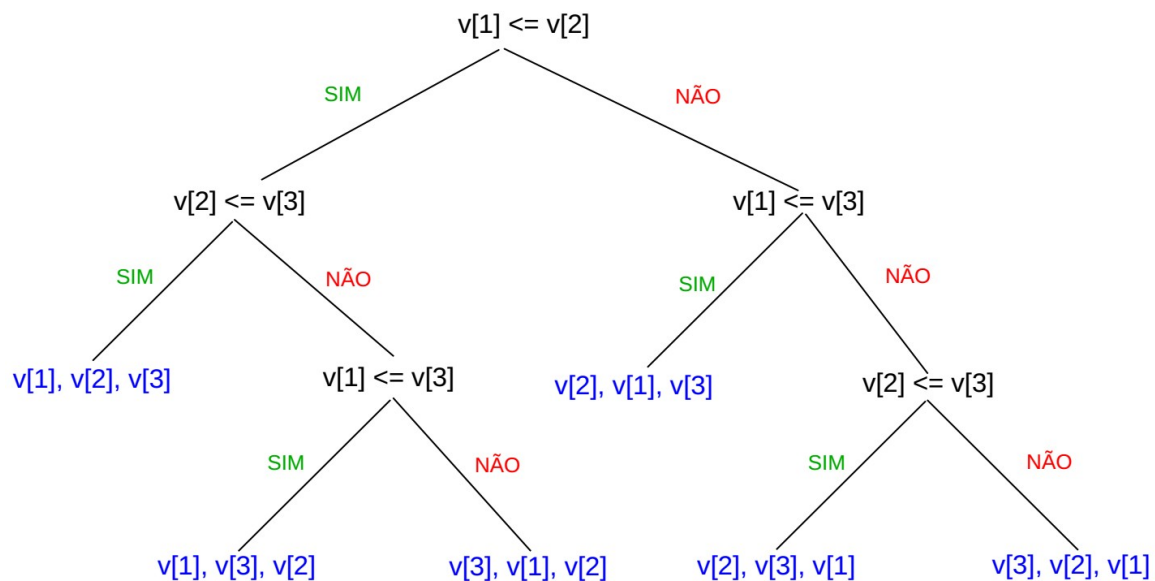 v[1] <= v[2]
SIM
NÃO
v[2] <= v[3]
v[1] <= v[3]
SIM
NÃO
SIM
NÃO
v[1], v[2], v[3]
v[1] <= v[3]
v[2], v[1], v[3]
v[2] <= v[3]
SIM
NÃO
SIM
NÃO
v[1], v[3], v[2]
v[3], v[1], v[2]
v[2], v[3], v[1]
v[3], v[2], v[1]